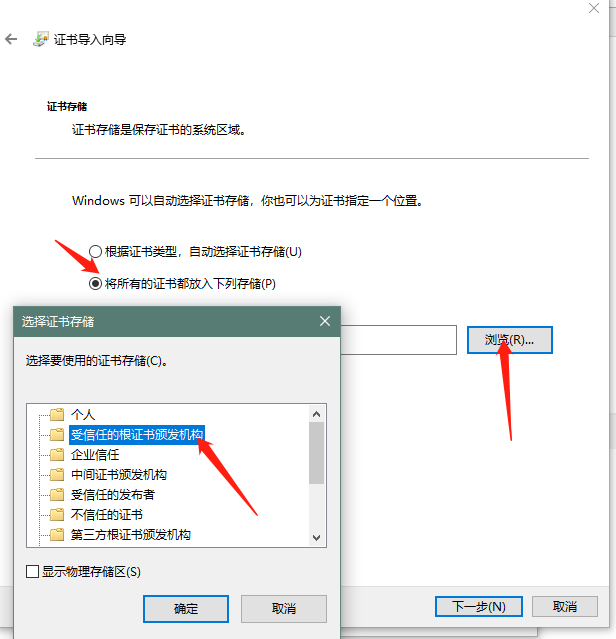 证书导入向导
证书存储
证书存储是保存证书的系统区域。
Windows 可以自动选择证书存储，你也可以为证书指定一个位置。
根据证书类型，自动选择证书存储(U)
将所有的证书都放入下列存储(P)
浏览(R)...
选择证书存储
选择要使用的证书存储(C)。
个人
受信任的根证书颁发机构
企业信任
中间证书颁发机构
受信任的发布者
不信任的证书
第三方根证书颁发机构
显示物理存储区(S)
确定
取消
下一步(N)
取消